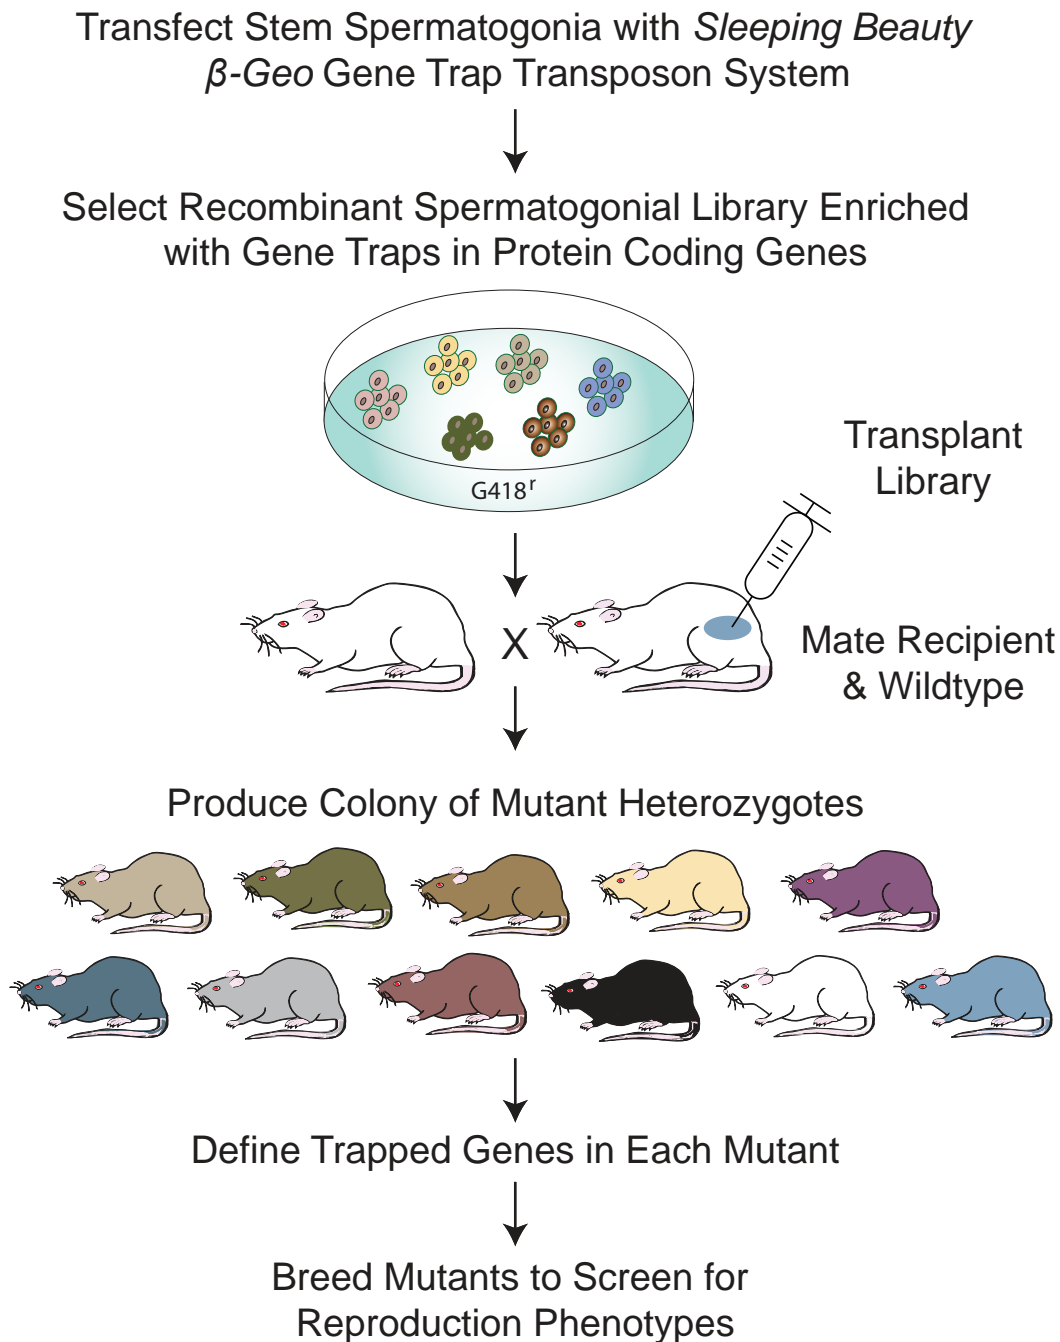 Transfect Stem Spermatogonia with Sleeping Beauty
β-Geo Gene Trap Transposon System
Select Recombinant Spermatogonial Library Enriched
with Gene Traps in Protein Coding Genes
G418ʳ
Transplant
Library
X
Mate Recipient
& Wildtype
Produce Colony of Mutant Heterozygotes
Define Trapped Genes in Each Mutant
Breed Mutants to Screen for
Reproduction Phenotypes